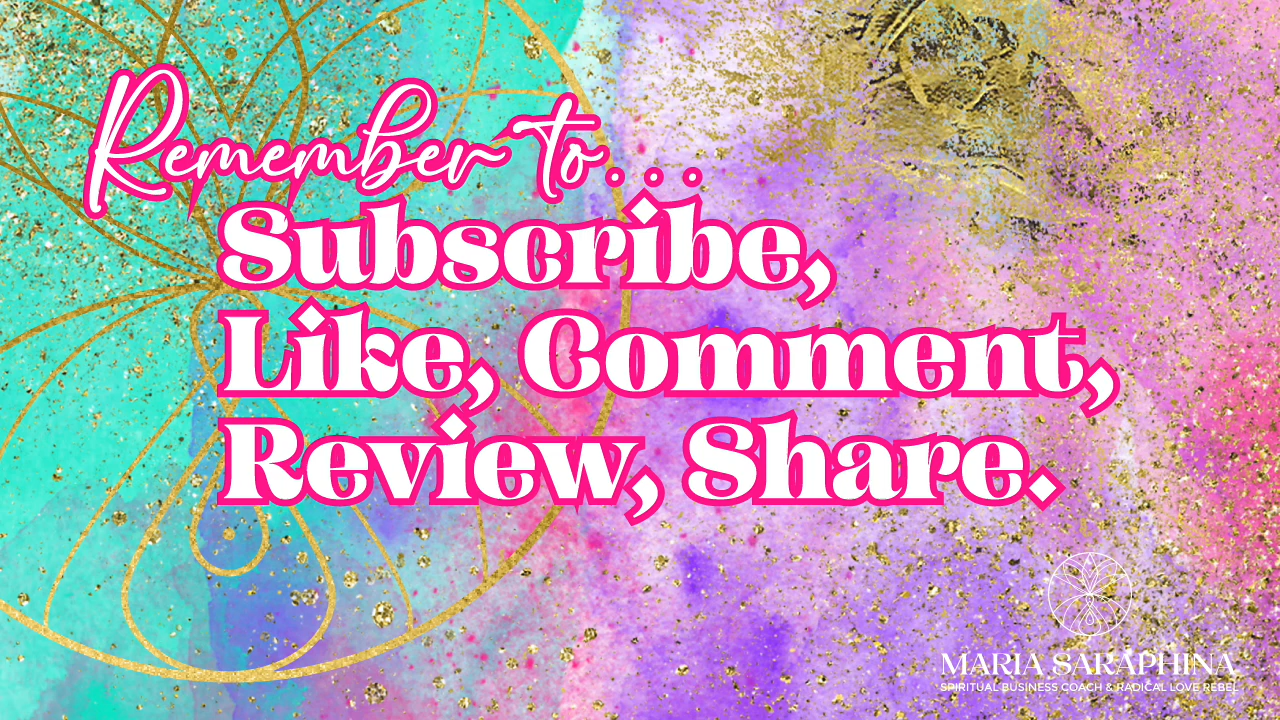 Remember to...
Subscribe,
Like, Comment,
Review, Share.
MARIA SARAPHINA
SPIRITUAL BUSINESS COACH & RADICAL LOVE REBEL